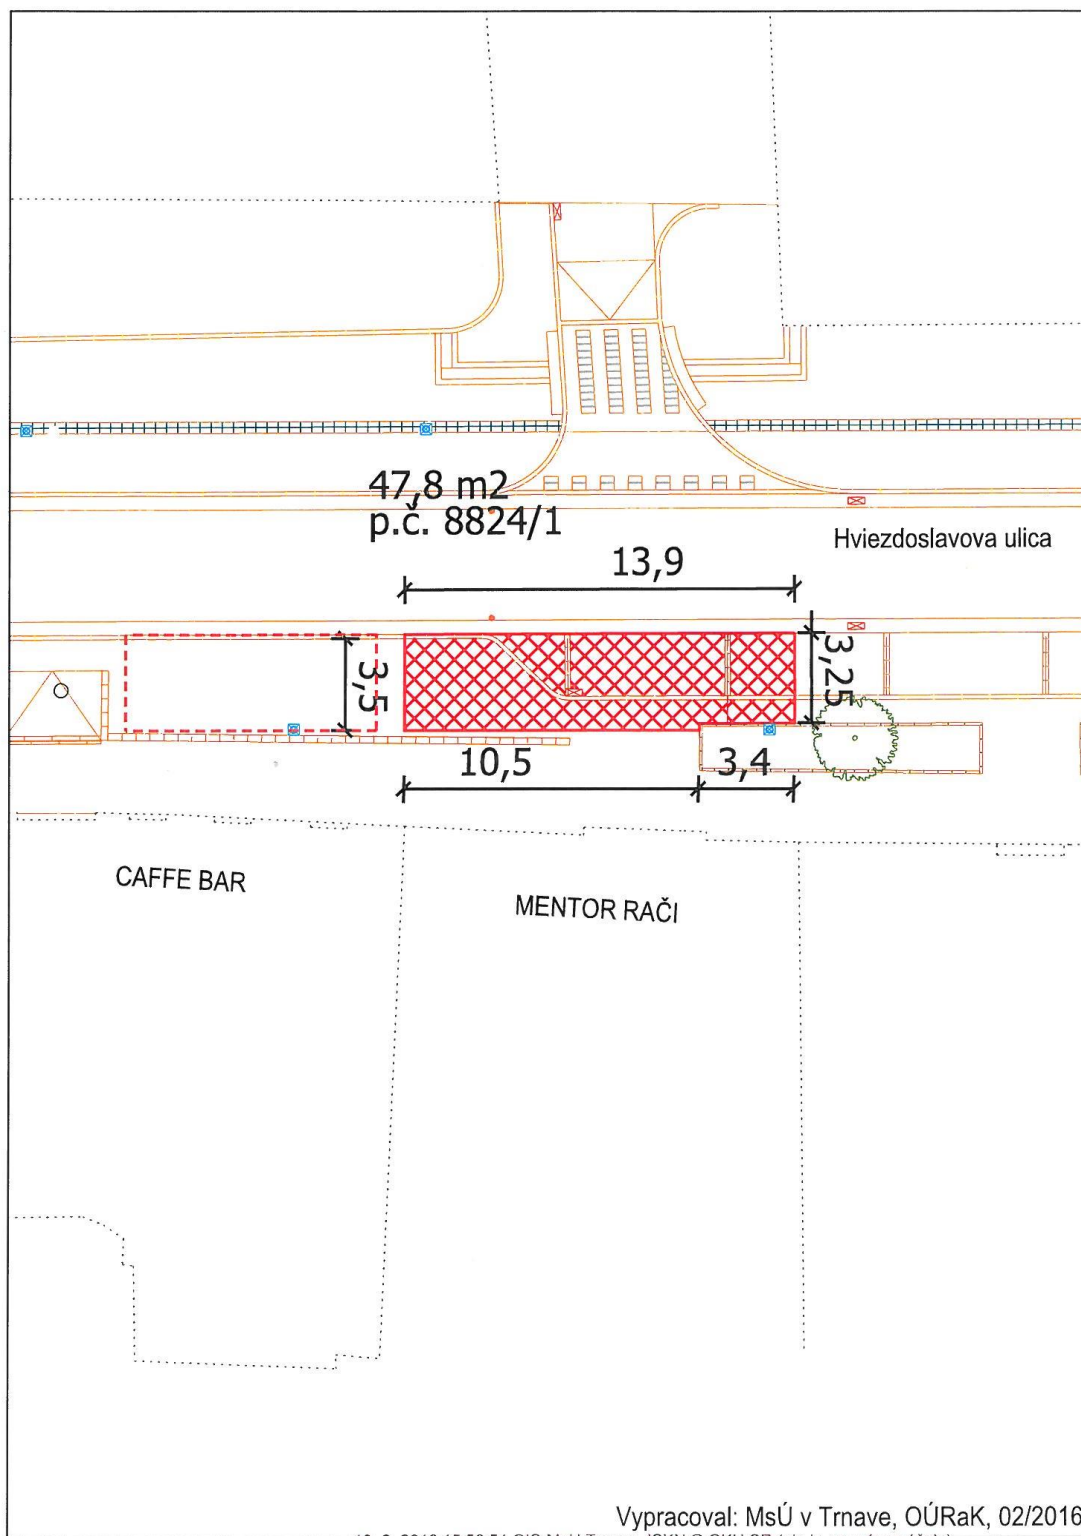 47,8 m2
p.č. 8824/1
Hviezdoslavova ulica
13,9
3,5
3,25
10,5
3,4
CAFFE BAR
MENTOR RAČI
Vypracoval: MsÚ v Trnave, OÚRaK, 02/2016